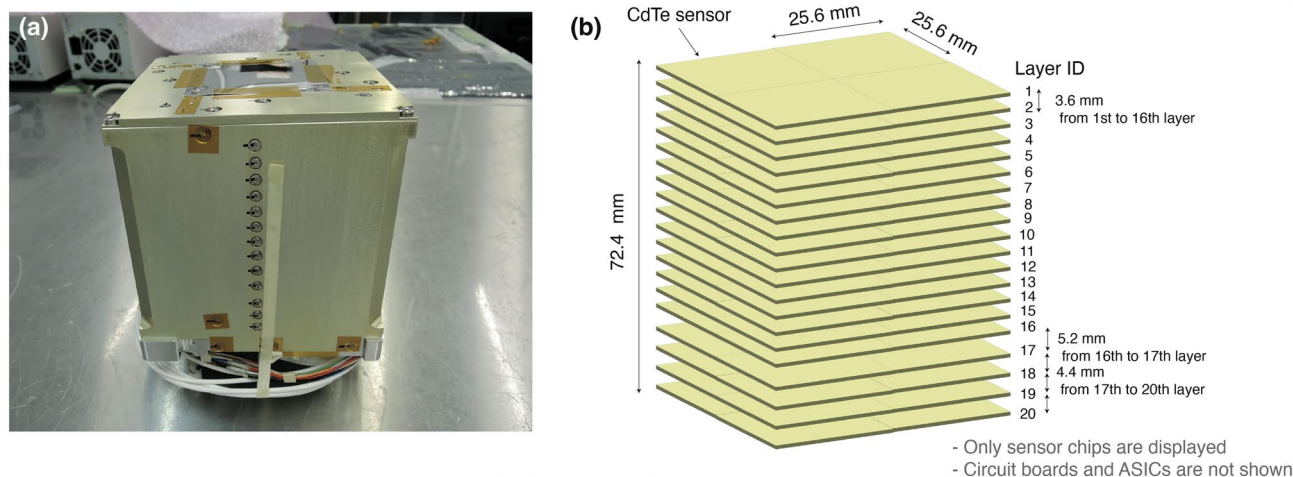 (a)
(b)
CdTe sensor
25.6 mm
25.6 mm
72.4 mm
Layer ID
1
2
3
4
5
6
7
8
9
10
11
12
13
14
15
16
17
18
19
20
3.6 mm
from 1st to 16th layer
5.2 mm
from 16th to 17th layer
4.4 mm
from 17th to 20th layer
- Only sensor chips are displayed
- Circuit boards and ASICs are not shown